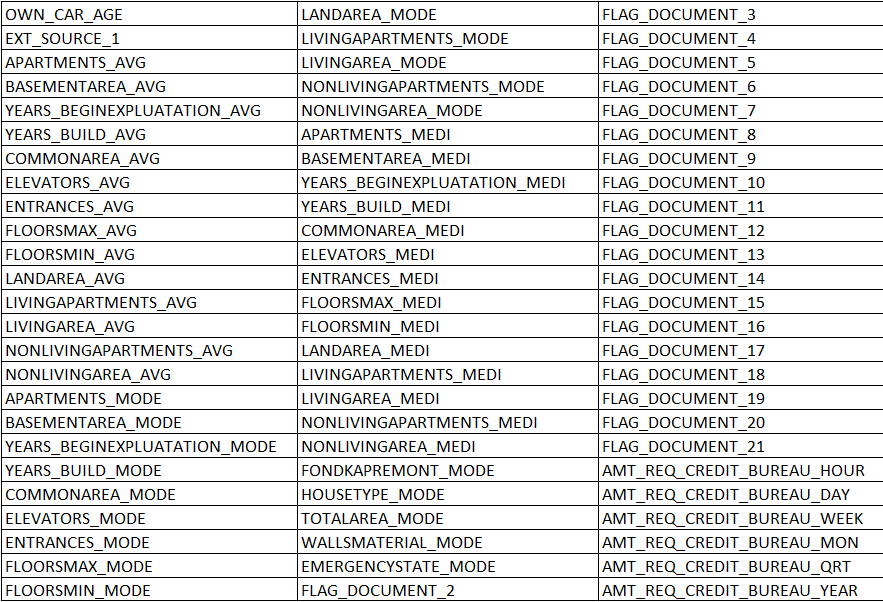 OWN_CAR_AGE LANDAREA_MODE FLAG_DOCUMENT_3
EXT_SOURCE_1 LIVINGAPARTMENTS_MODE FLAG_DOCUMENT_4
APARTMENTS_AVG LIVINGAREA_MODE FLAG_DOCUMENT_5
BASEMENTAREA_AVG NONLIVINGAPARTMENTS_MODE FLAG_DOCUMENT_6
YEARS_BEGINEXPLUATATION_AVG NONLIVINGAREA_MODE FLAG_DOCUMENT_7
YEARS_BUILD_AVG APARTMENTS_MEDI FLAG_DOCUMENT_8
COMMONAREA_AVG BASEMENTAREA_MEDI FLAG_DOCUMENT_9
ELEVATORS_AVG YEARS_BEGINEXPLUATATION_MEDI FLAG_DOCUMENT_10
ENTRANCES_AVG YEARS_BUILD_MEDI FLAG_DOCUMENT_11
FLOORSMAX_AVG COMMONAREA_MEDI FLAG_DOCUMENT_12
FLOORSMIN_AVG ELEVATORS_MEDI FLAG_DOCUMENT_13
LANDAREA_AVG ENTRANCES_MEDI FLAG_DOCUMENT_14
LIVINGAPARTMENTS_AVG FLOORSMAX_MEDI FLAG_DOCUMENT_15
LIVINGAREA_AVG FLOORSMIN_MEDI FLAG_DOCUMENT_16
NONLIVINGAPARTMENTS_AVG LANDAREA_MEDI FLAG_DOCUMENT_17
NONLIVINGAREA_AVG LIVINGAPARTMENTS_MEDI FLAG_DOCUMENT_18
APARTMENTS_MODE LIVINGAREA_MEDI FLAG_DOCUMENT_19
BASEMENTAREA_MODE NONLIVINGAPARTMENTS_MEDI FLAG_DOCUMENT_20
YEARS_BEGINEXPLUATATION_MODE NONLIVINGAREA_MEDI FLAG_DOCUMENT_21
YEARS_BUILD_MODE FONDKAPREMONT_MODE AMT_REQ_CREDIT_BUREAU_HOUR
COMMONAREA_MODE HOUSETYPE_MODE AMT_REQ_CREDIT_BUREAU_DAY
ELEVATORS_MODE TOTALAREA_MODE AMT_REQ_CREDIT_BUREAU_WEEK
ENTRANCES_MODE WALLSMATERIAL_MODE AMT_REQ_CREDIT_BUREAU_MON
FLOORSMAX_MODE EMERGENCYSTATE_MODE AMT_REQ_CREDIT_BUREAU_QRT
FLOORSMIN_MODE FLAG_DOCUMENT_2 AMT_REQ_CREDIT_BUREAU_YEAR